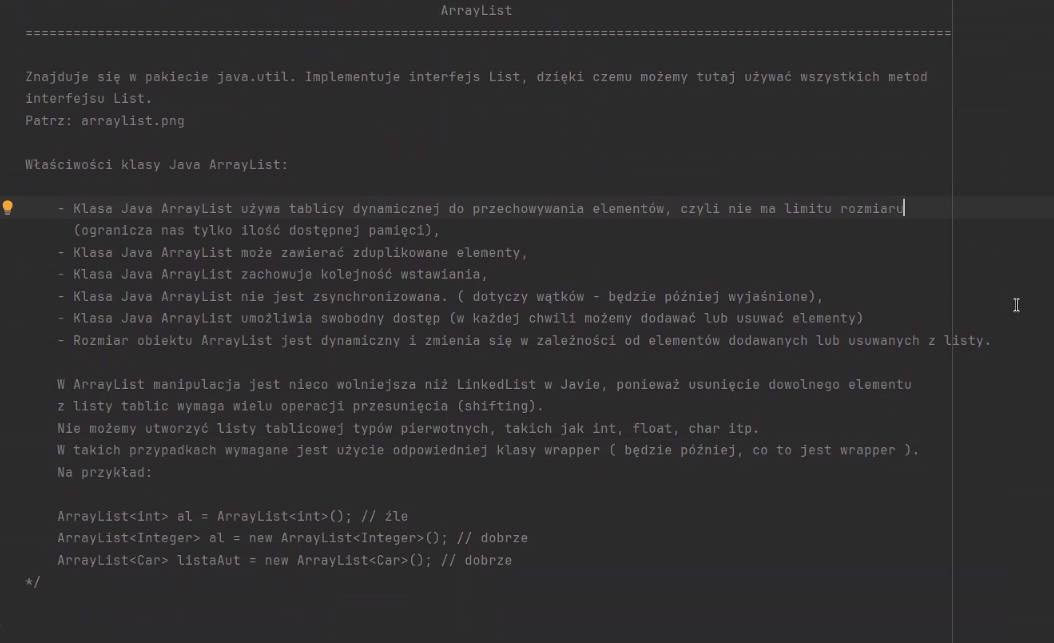 ArrayList
====================================================================================================================
Znajduje się w pakiecie java.util. Implementuje interfejs List, dzięki czemu możemy tutaj używać wszystkich metod
interfejsu List.
Patrz: arraylist.png
Właściwości klasy Java ArrayList:
- Klasa Java ArrayList używa tablicy dynamicznej do przechowywania elementów, czyli nie ma limitu rozmiaru
(ogranicza nas tylko ilość dostępnej pamięci),
- Klasa Java ArrayList może zawierać zduplikowane elementy,
- Klasa Java ArrayList zachowuje kolejność wstawiania,
- Klasa Java ArrayList nie jest zsynchronizowana. ( dotyczy wątków - będzie później wyjaśnione),
- Klasa Java ArrayList umożliwia swobodny dostęp (w każdej chwili możemy dodawać lub usuwać elementy)
- Rozmiar obiektu ArrayList jest dynamiczny i zmienia się w zależności od elementów dodawanych lub usuwanych z listy.
W ArrayList manipulacja jest nieco wolniejsza niż LinkedList w Javie, ponieważ usunięcie dowolnego elementu
z listy tablic wymaga wielu operacji przesunięcia (shifting).
Nie możemy utworzyć listy tablicowej typów pierwotnych, takich jak int, float, char itp.
W takich przypadkach wymagane jest użycie odpowiedniej klasy wrapper ( będzie później, co to jest wrapper ).
Na przykład:
ArrayList<int> al = ArrayList<int>(); // źle
ArrayList<Integer> al = new ArrayList<Integer>(); // dobrze
ArrayList<Car> listaAut = new ArrayList<Car>(); // dobrze
*/